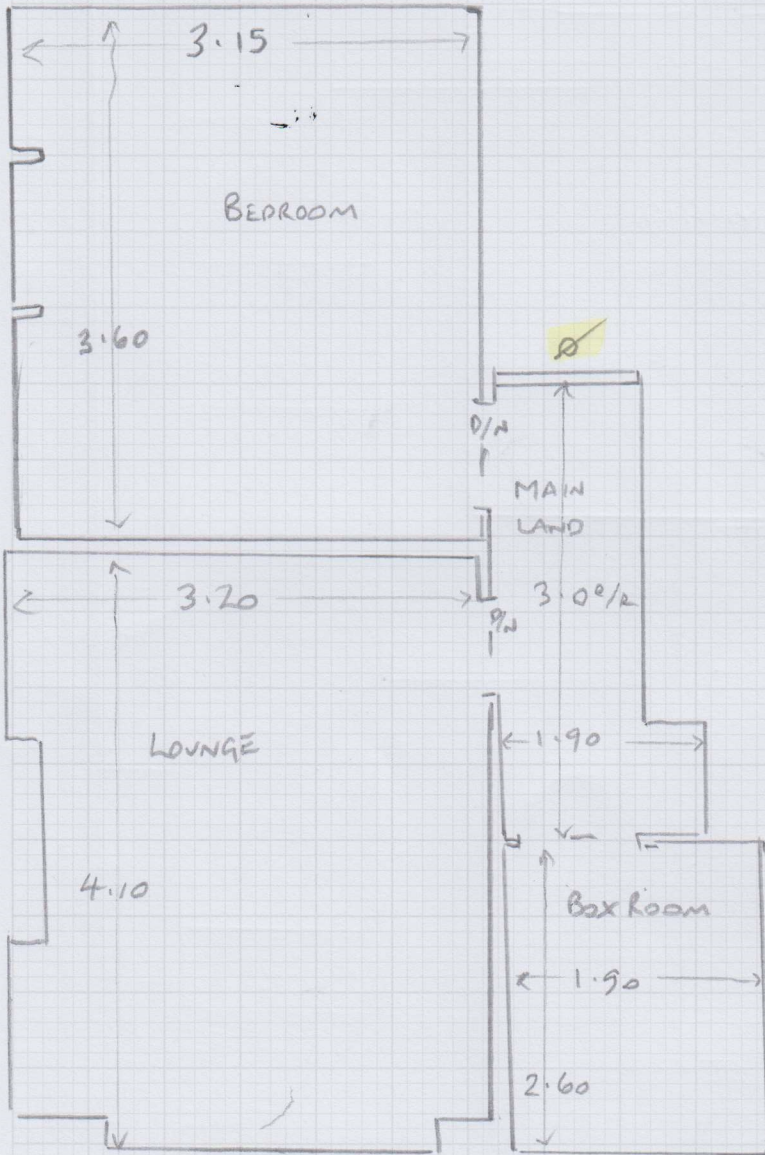 3.15
BEDROOM
3.60
Ø
D/N
MAIN
LAND
3.20
3.0 e/e
D/N
LOUNGE
1.90
4.10
BOX ROOM
1.90
2.60